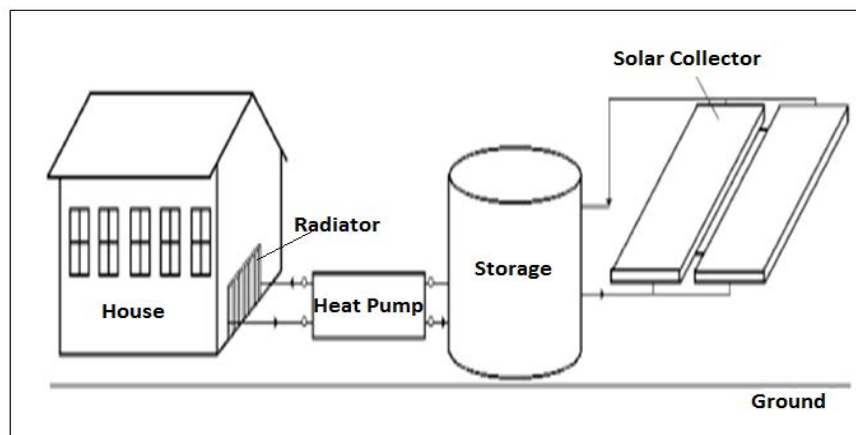 Solar Collector
Radiator
Storage
House
Heat Pump
Ground